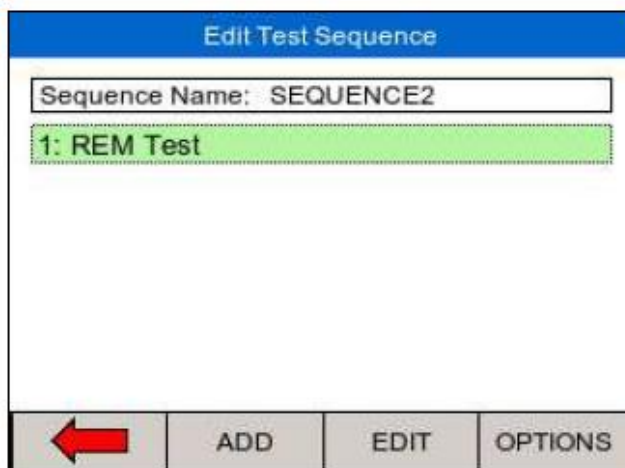 Edit Test Sequence
Sequence Name: SEQUENCE2
1: REM Test
ADD EDIT OPTIONS